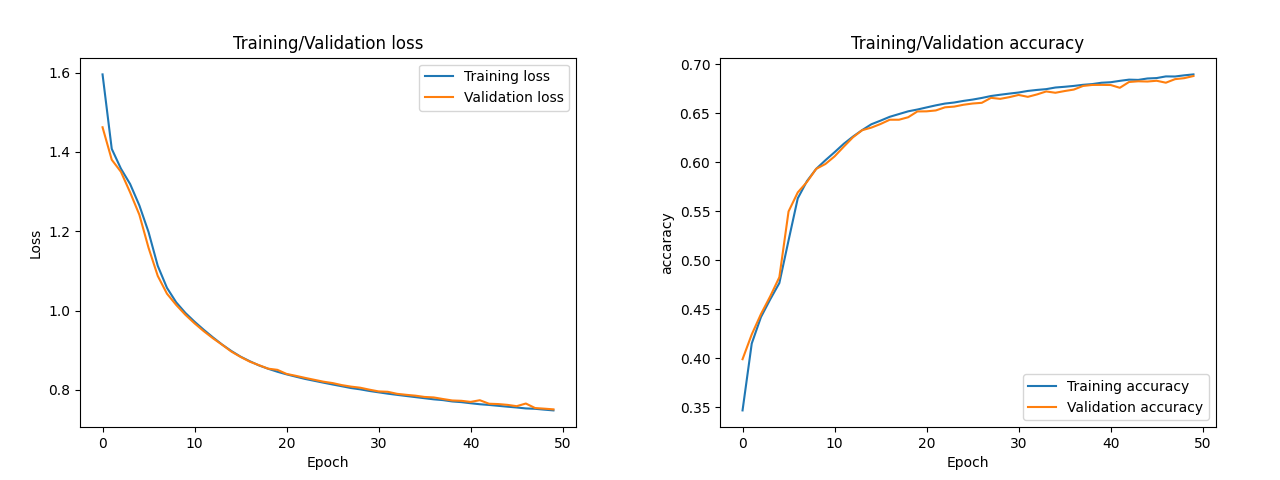 Training/Validation loss
1.6
1.4
1.2
1.0
0.8
Loss
Training loss
Validation loss
0 10 20 30 40 50
Epoch
Training/Validation accuracy
0.70
0.65
0.60
0.55
0.50
0.45
0.40
0.35
accaracy
Training accuracy
Validation accuracy
0 10 20 30 40 50
Epoch